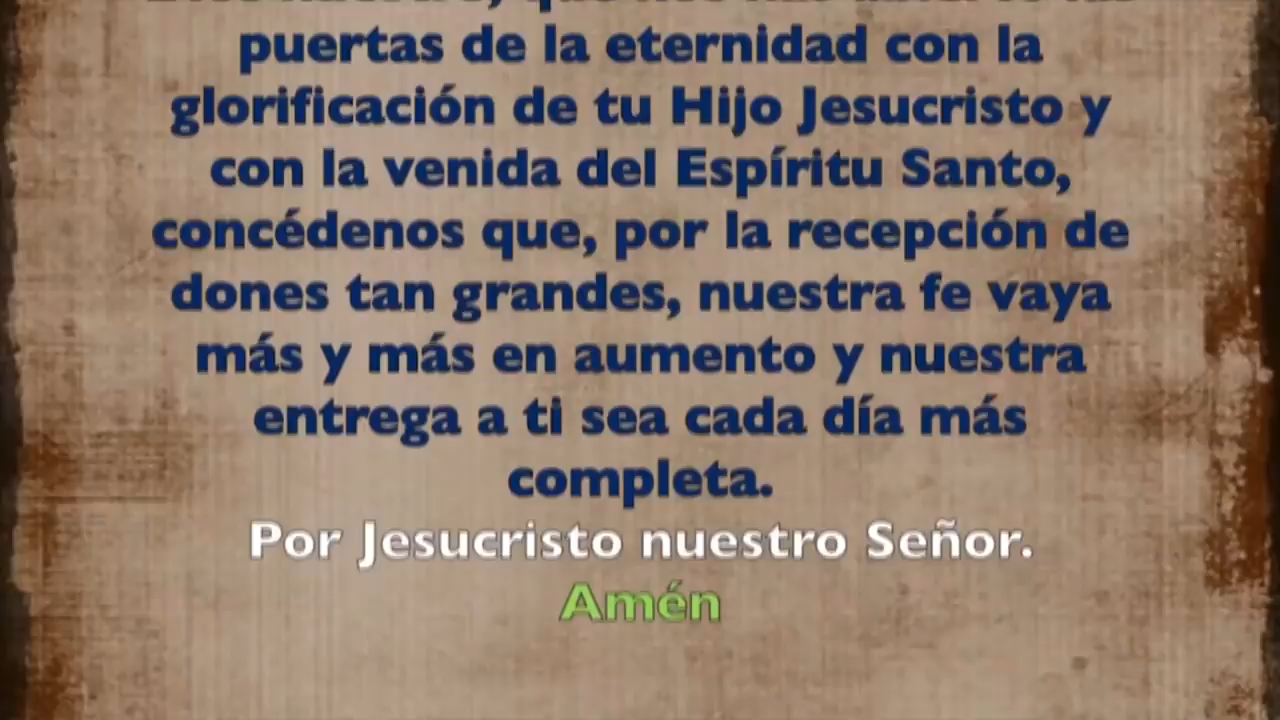 puertas de la eternidad con la
glorificación de tu Hijo Jesucristo y
con la venida del Espíritu Santo,
concédenos que, por la recepción de
dones tan grandes, nuestra fe vaya
más y más en aumento y nuestra
entrega a ti sea cada día más
completa.
Por Jesucristo nuestro Señor.
Amén